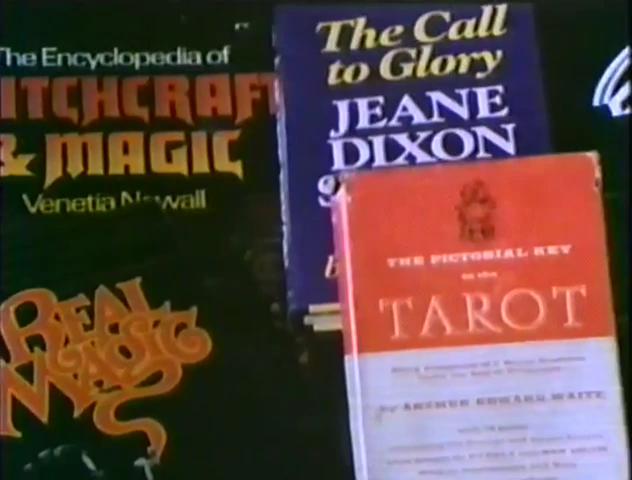 The Encyclopedia of
ITCHCRAF
& MAGIC
Venetia Newall
The Call
to Glory
JEANE
DIXON
THE PICTORIAL KEY
to the
TAROT
by ARTHUR EDWARD WAITE
REAL
MAGIC